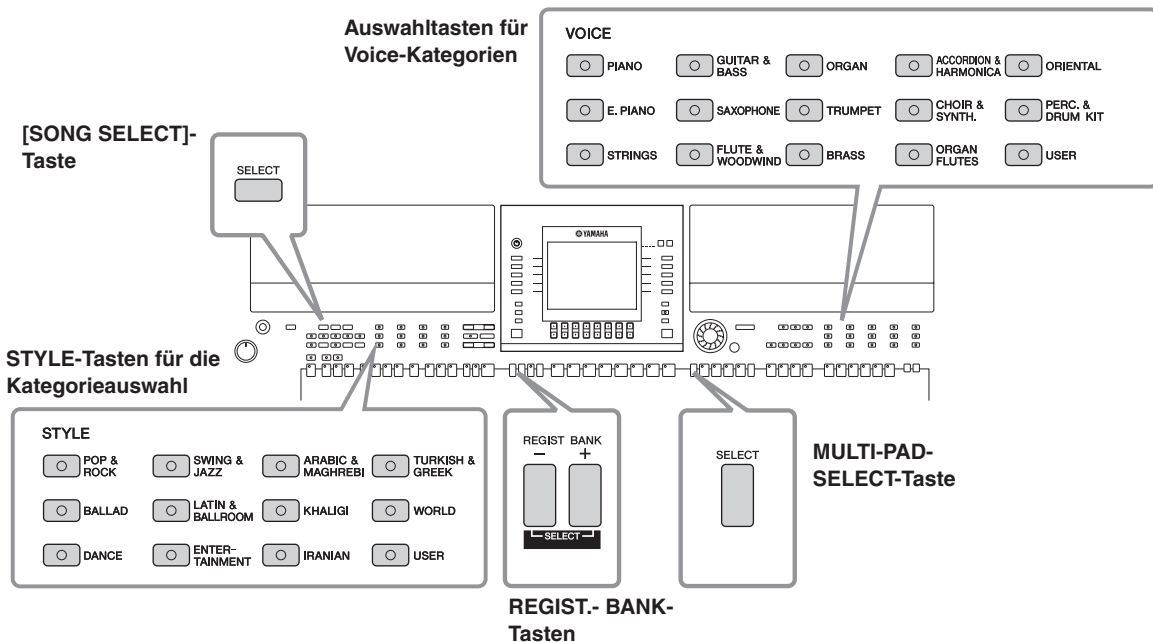 Auswahltasten für
Voice-Kategorien
VOICE
PIANO
GUITAR &
BASS
ORGAN
ACCORDION &
HARMONICA
ORIENTAL
E. PIANO
SAXOPHONE
TRUMPET
CHOIR &
SYNTH.
PERC. &
DRUM KIT
STRINGS
FLUTE &
WOODWIND
BRASS
ORGAN
FLUTES
USER
[SONG SELECT]-
Taste
SELECT
YAMAHA
STYLE-Tasten für die
Kategorieauswahl
STYLE
POP &
ROCK
SWING &
JAZZ
ARABIC &
MAGHREBI
TURKISH &
GREEK
BALLAD
LATIN &
BALLROOM
KHALIGI
WORLD
DANCE
ENTER-
TAINMENT
IRANIAN
USER
REGIST BANK
− +
SELECT
REGIST.- BANK-
Tasten
SELECT
MULTI-PAD-
SELECT-Taste